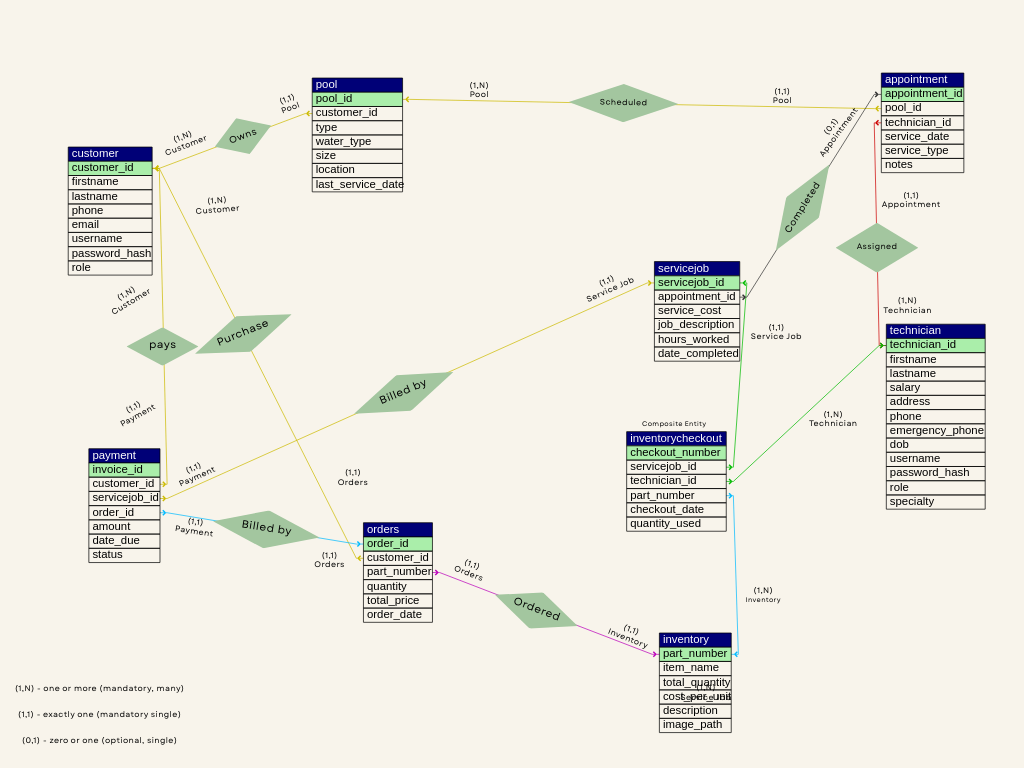 pool
pool_id
customer_id
type
water_type
size
location
last_service_date
(1,1)
Pool
Owns
(1,N)
Customer
(1,N)
Pool
Scheduled
(1,1)
Pool
appointment
appointment_id
pool_id
technician_id
service_date
service_type
notes
(0,1)
Appointment
Completed
(1,1)
Appointment
Assigned
(1,N)
Technician
customer
customer_id
firstname
lastname
phone
email
username
password_hash
role
(1,N)
Customer
(1,N)
Customer
pays
Purchase
(1,1)
Payment
Billed by
(1,1)
Service Job
servicejob
servicejob_id
appointment_id
service_cost
job_description
hours_worked
date_completed
(1,1)
Service Job
technician
technician_id
firstname
lastname
salary
address
phone
emergency_phone
dob
username
password_hash
role
specialty
(1,N)
Technician
Composite Entity
inventorycheckout
checkout_number
servicejob_id
technician_id
part_number
checkout_date
quantity_used
payment
invoice_id
customer_id
servicejob_id
order_id
amount
date_due
status
(1,1)
Payment
(1,1)
Payment
Billed by
(1,1)
Orders
(1,1)
Orders
orders
order_id
customer_id
part_number
quantity
total_price
order_date
(1,1)
Orders
Ordered
(1,1)
Inventory
(1,N)
Inventory
inventory
part_number
item_name
total_quantity
cost_per_unit
description
image_path
(1,N) - one or more (mandatory, many)
(1,1) - exactly one (mandatory single)
(0,1) - zero or one (optional, single)